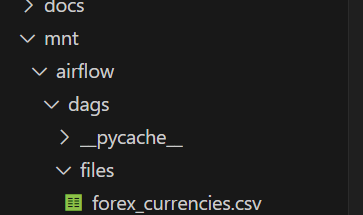 docs
mnt
airflow
dags
__pycache__
files
forex_currencies.csv